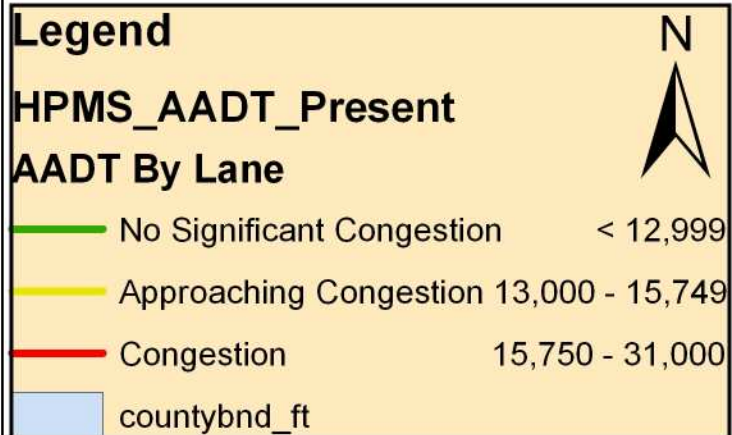 Legend N
HPMS_AADT_Present
AADT By Lane
No Significant Congestion < 12,999
Approaching Congestion 13,000 - 15,749
Congestion 15,750 - 31,000
countybnd_ft